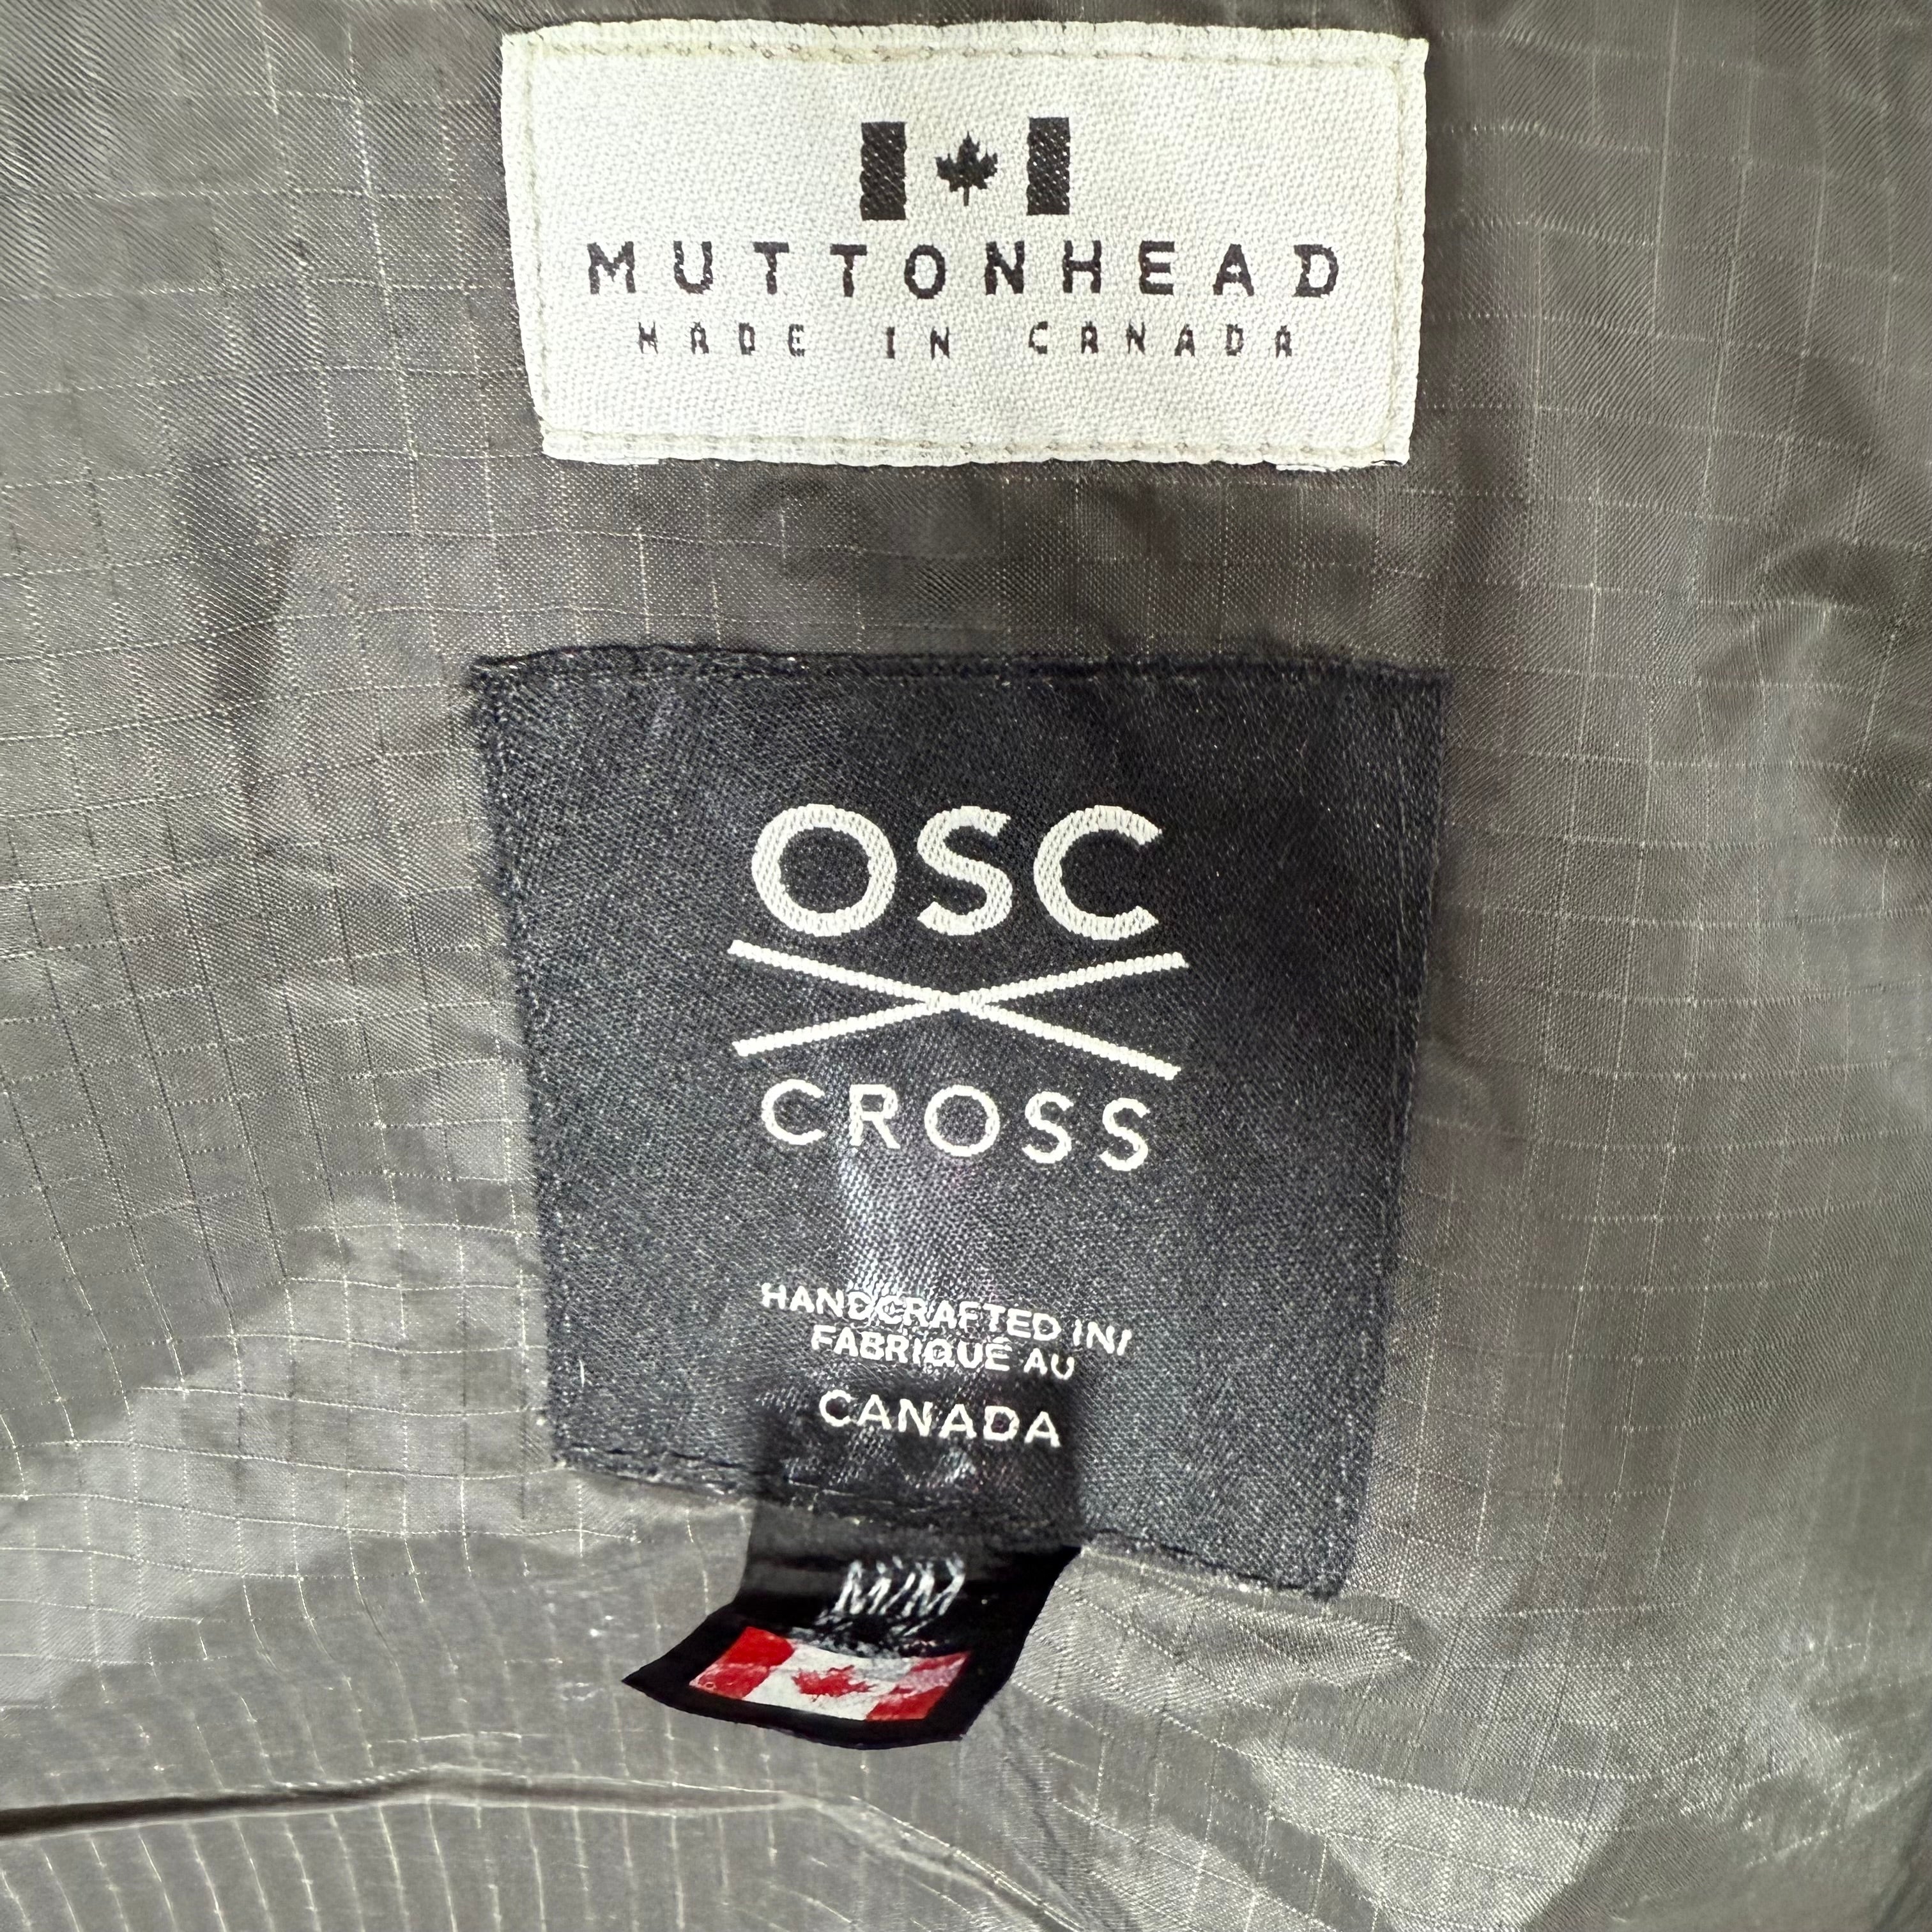 MUTTONHEAD
MADE IN CANADA
OSC
CROSS
HANDCRAFTED IN/
FABRIQUÉ AU
CANADA
M/M